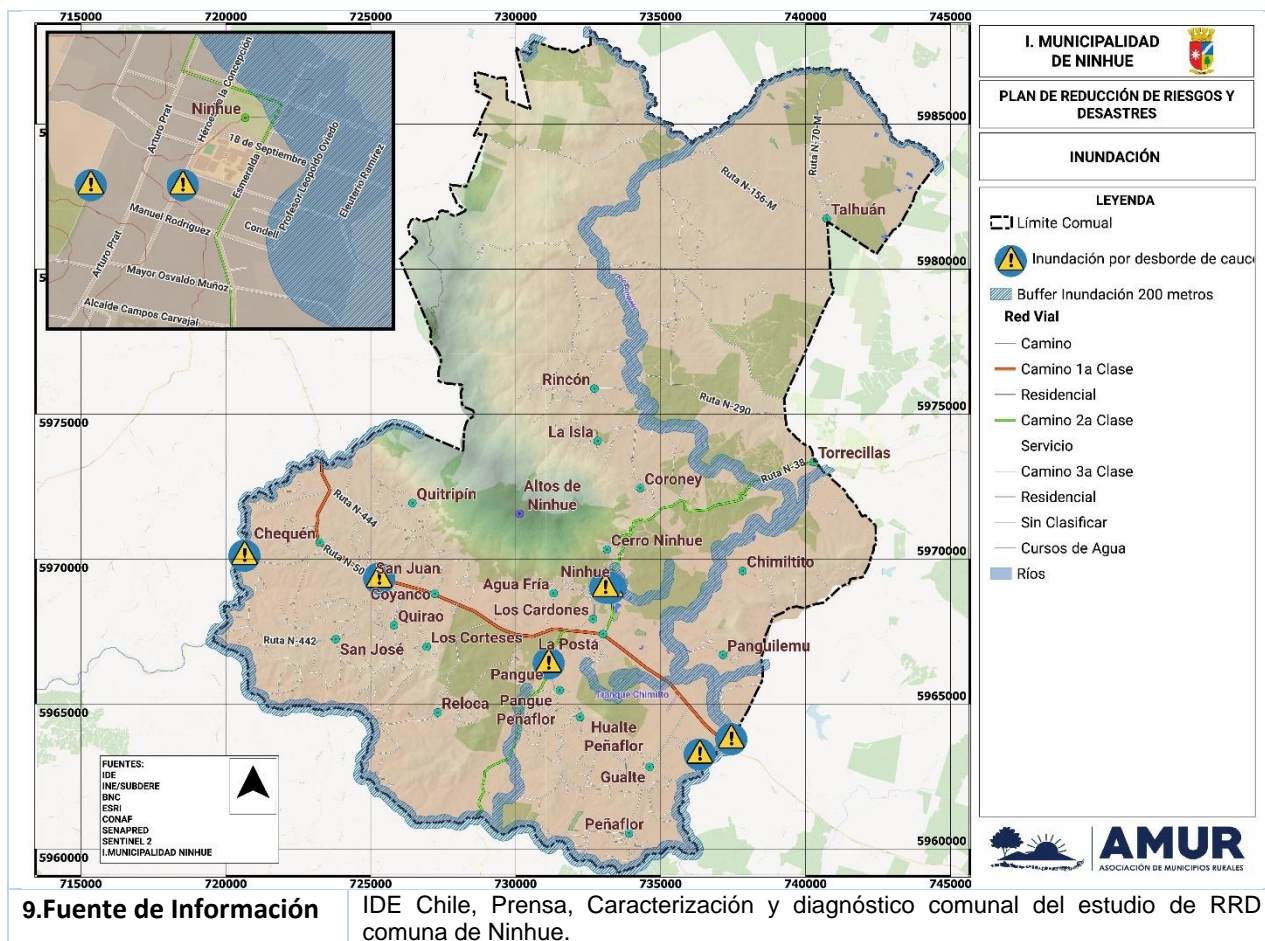 715000 720000 725000 730000 735000 740000 745000
I. MUNICIPALIDAD
DE NINHUE
PLAN DE REDUCCIÓN DE RIESGOS Y
DESASTRES
INUNDACIÓN
LEYENDA
Límite Comual
Inundación por desborde de cauce
Buffer Inundación 200 metros
Red Vial
Camino
Camino 1a Clase
Residencial
Camino 2a Clase
Servicio
Camino 3a Clase
Residencial
Sin Clasificar
Cursos de Agua
Ríos
AMUR
ASOCIACIÓN DE MUNICIPIOS RURALES
Ninhue
Héroes de la Concepción
Arturo Prat
18 de Septiembre
Esmeralda
Profesor Leopoldo Oviedo
Eleuterio Ramírez
Manuel Rodríguez
Condell
Arturo Prat
Mayor Osvaldo Muñoz
Alcalde Campos Carvajal
5985000
Ruta N-70-M
Ruta N-156-M
Talhuán
5980000
Rincón
Ruta N-290
5975000
5975000
La Isla
Torrecillas
Ruta N-38
Coroney
Quitripín
Altos de
Ninhue
Ruta N-444
Chequén
Cerro Ninhue
Ruta N-50
5970000
5970000
San Juan
Ninhue
Chimiltito
Agua Fría
Coyanco
Los Cardones
Quirao
Ruta N-442
Los Corteses
La Posta
San José
Panguilemu
Pangue
Tranque Chimilto
5965000
5965000
Reloca
Pangue
Peñaflor
Hualte
Peñaflor
Gualte
Peñaflor
5960000
5960000
FUENTES:
IDE
INE/SUBDERE
BNC
ESRI
CONAF
SENAPRED
SENTINEL 2
I.MUNICIPALIDAD NINHUE
715000 720000 725000 730000 735000 740000 745000
9.Fuente de Información
IDE Chile, Prensa, Caracterización y diagnóstico comunal del estudio de RRD
comuna de Ninhue.